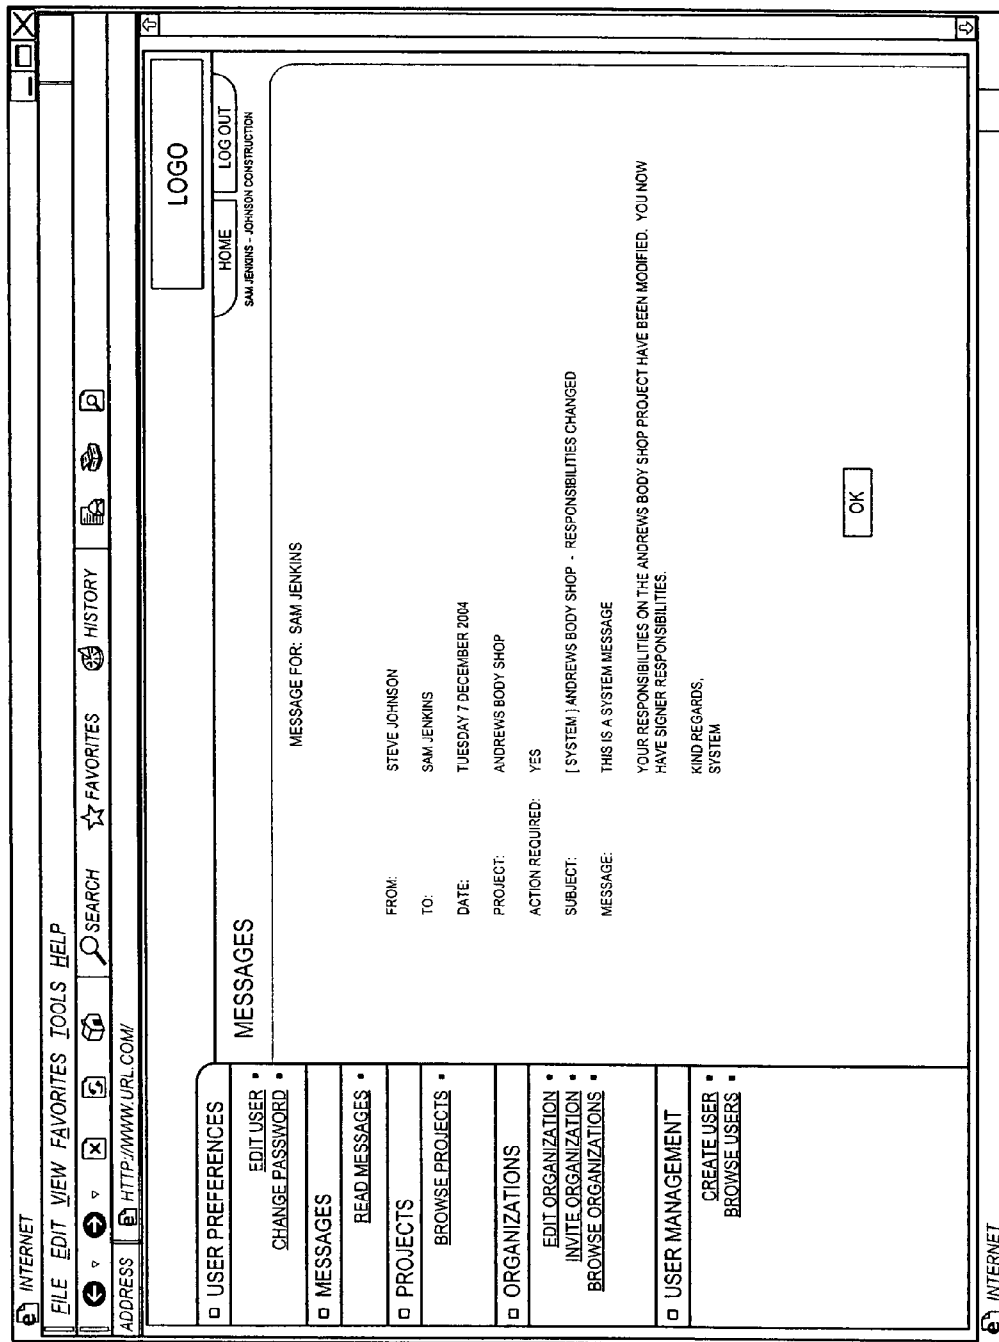 INTERNET
FILE EDIT VIEW FAVORITES TOOLS HELP
SEARCH FAVORITES HISTORY
ADDRESS HTTP://WWW.URL.COM/
LOGO
HOME LOG OUT
SAM JENKINS – JOHNSON CONSTRUCTION
USER PREFERENCES
EDIT USER
CHANGE PASSWORD
MESSAGES
READ MESSAGES
PROJECTS
BROWSE PROJECTS
ORGANIZATIONS
EDIT ORGANIZATION
INVITE ORGANIZATION
BROWSE ORGANIZATIONS
USER MANAGEMENT
CREATE USER
BROWSE USERS
MESSAGES
MESSAGE FOR: SAM JENKINS
FROM: STEVE JOHNSON
TO: SAM JENKINS
DATE: TUESDAY 7 DECEMBER 2004
PROJECT: ANDREWS BODY SHOP
ACTION REQUIRED: YES
SUBJECT: [ SYSTEM ] ANDREWS BODY SHOP - RESPONSIBILITIES CHANGED
MESSAGE: THIS IS A SYSTEM MESSAGE
YOUR RESPONSIBILITIES ON THE ANDREWS BODY SHOP PROJECT HAVE BEEN MODIFIED. YOU NOW
HAVE SIGNER RESPONSIBILITIES.
KIND REGARDS,
SYSTEM
OK
INTERNET